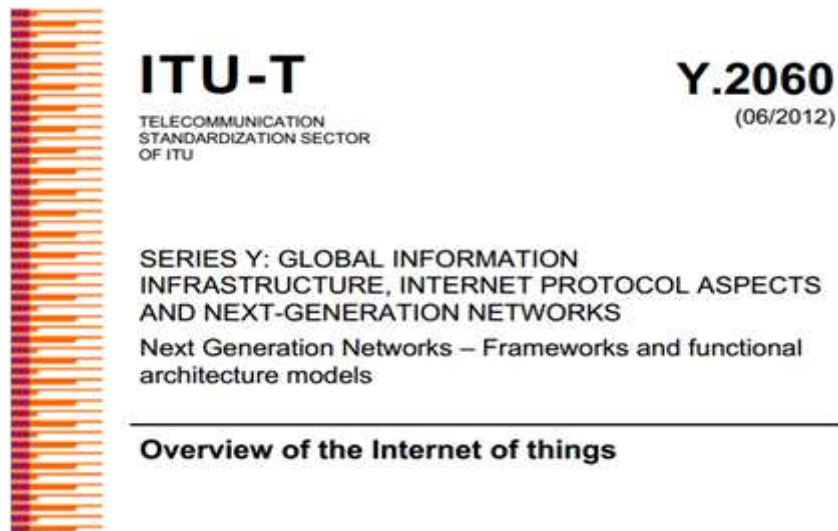 ITU-T
Y.2060
(06/2012)
TELECOMMUNICATION
STANDARDIZATION SECTOR
OF ITU
SERIES Y: GLOBAL INFORMATION
INFRASTRUCTURE, INTERNET PROTOCOL ASPECTS
AND NEXT-GENERATION NETWORKS
Next Generation Networks – Frameworks and functional
architecture models
Overview of the Internet of things